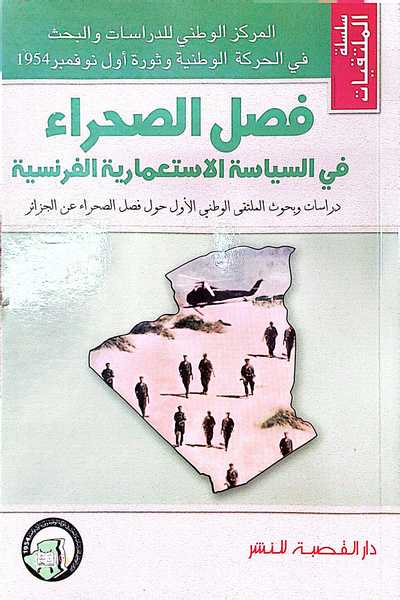 سلسلة
الملتقيات
المركز الوطني للدراسات والبحث
في الحركة الوطنية وثورة أول نوفمبر 1954
فصل الصحراء
في السياسة الاستعمارية الفرنسية
دراسات وبحوث الملتقى الوطني الأول حول فصل الصحراء عن الجزائر
1954
دار القصبة للنشر